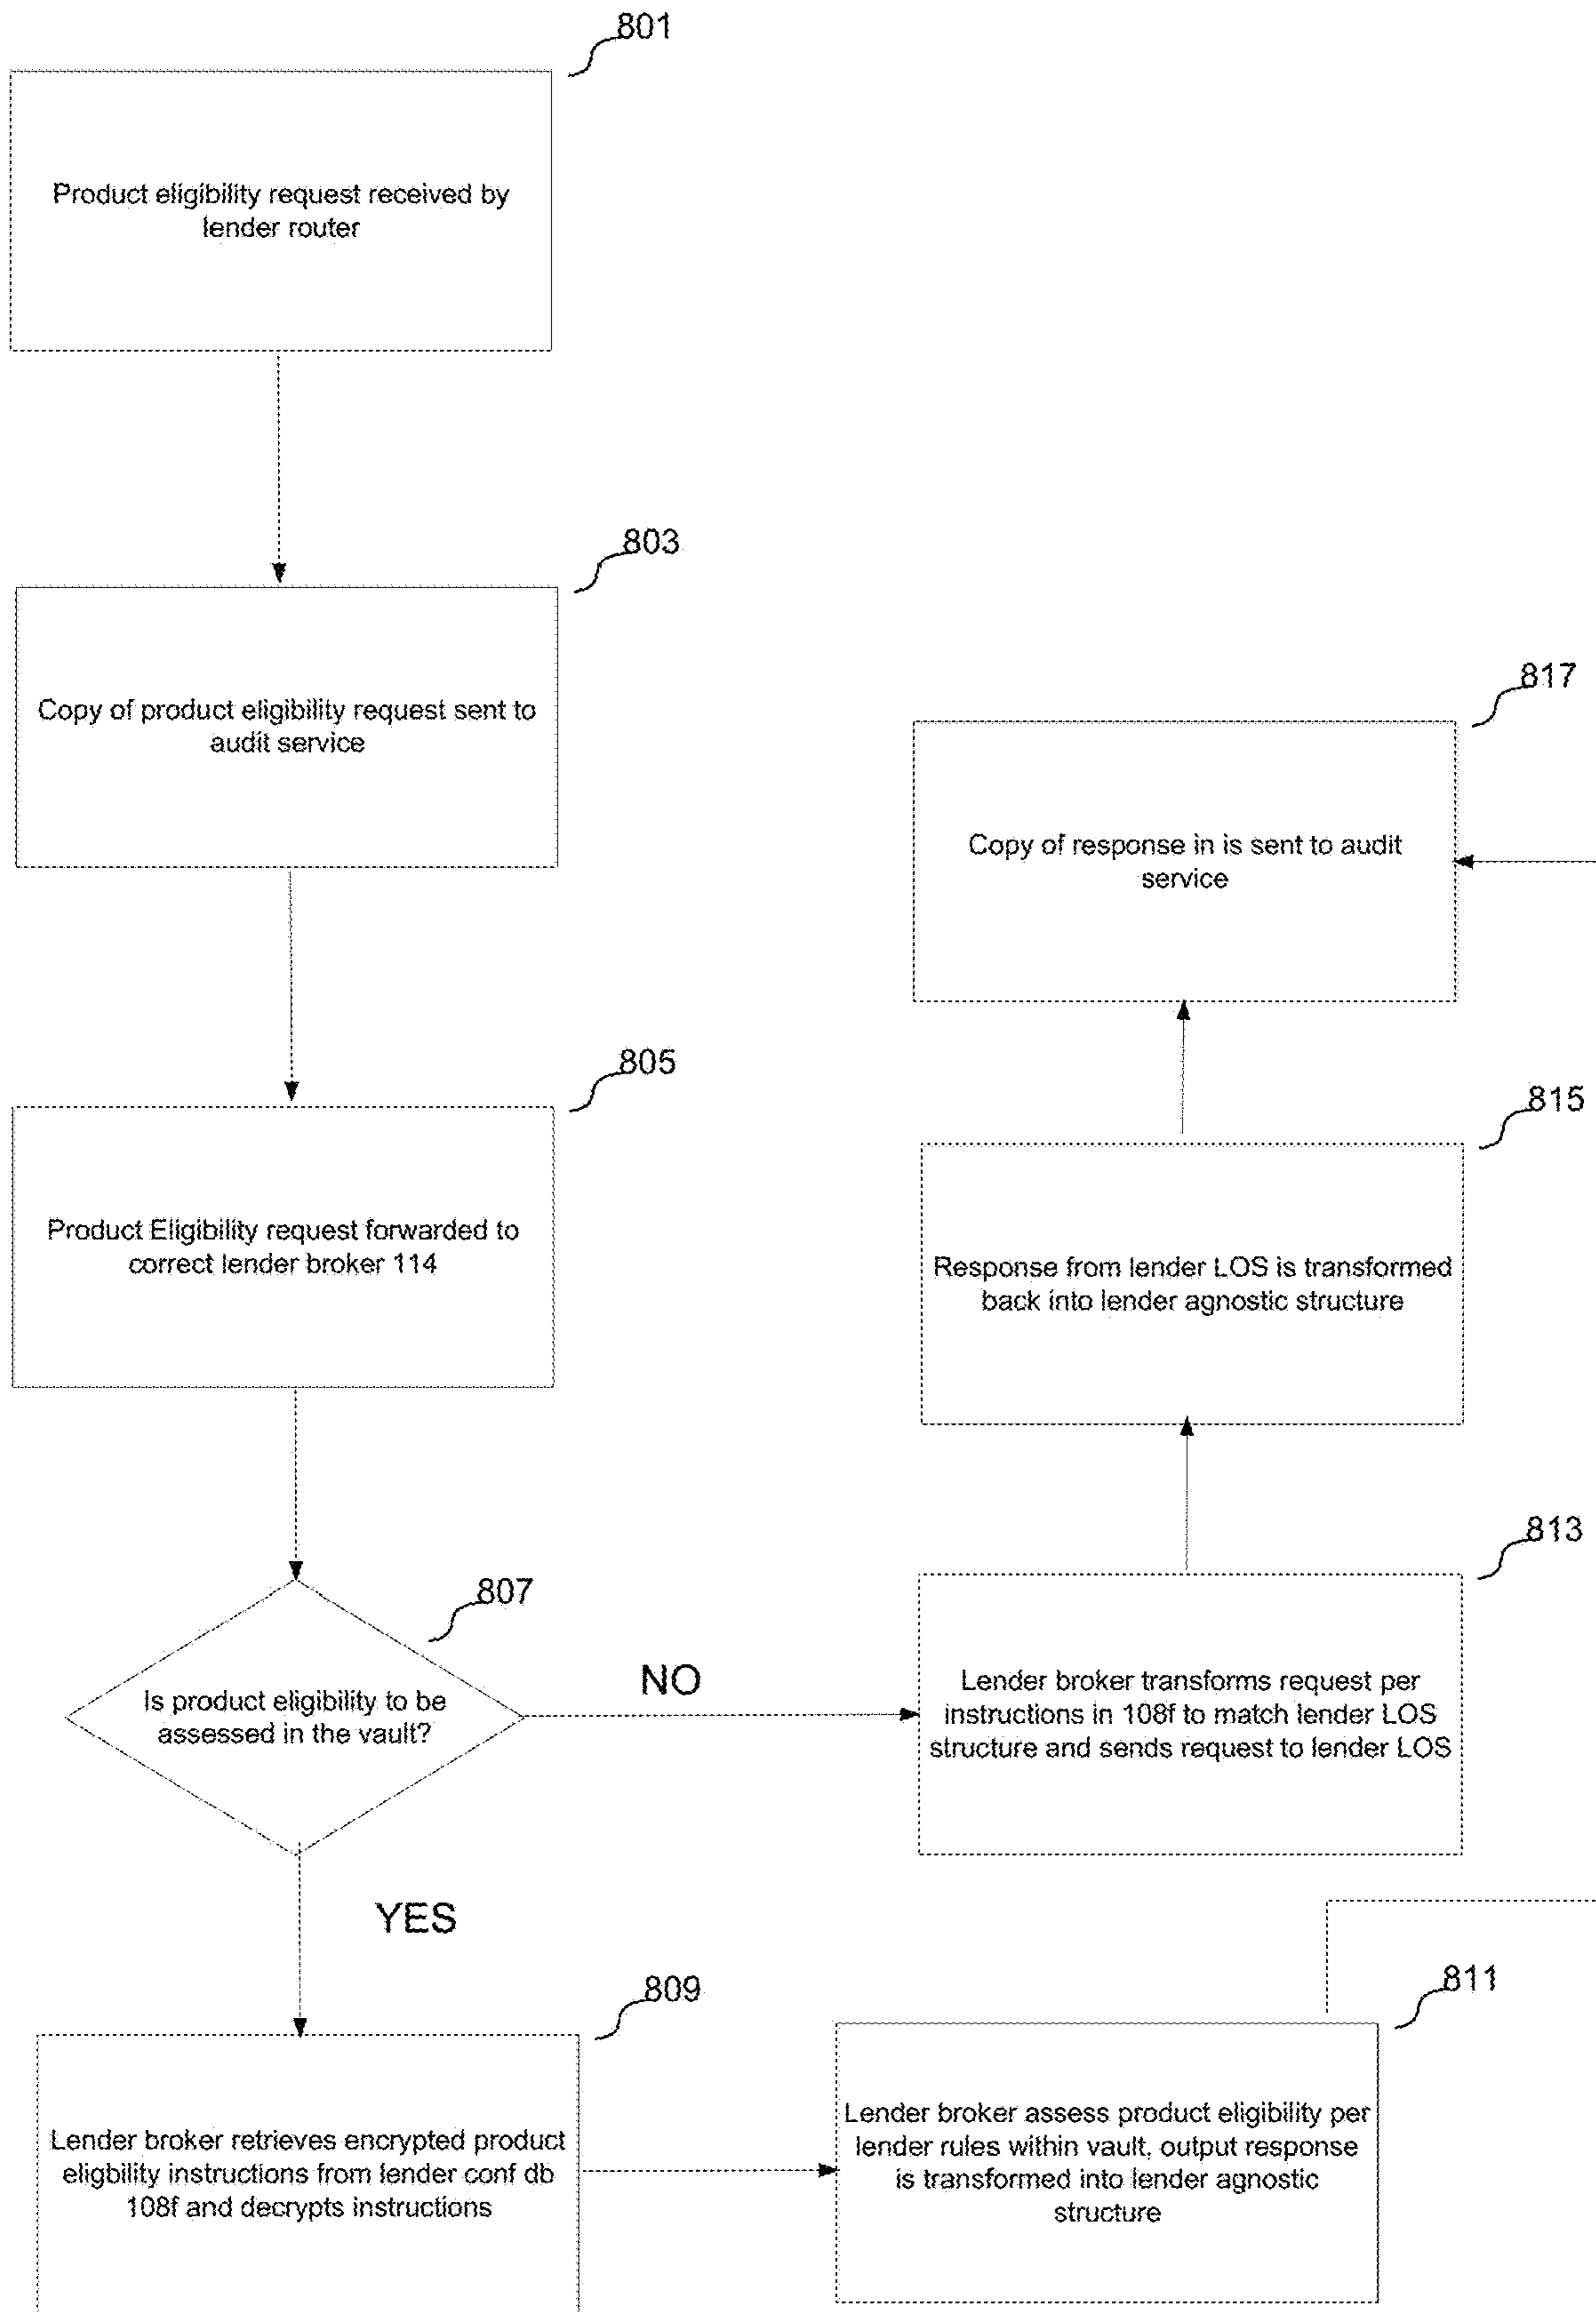 801
Product eligibility request received by
lender router
803
Copy of product eligibility request sent to
audit service
805
Product Eligibility request forwarded to
correct lender broker 114
807
Is product eligibility to be
assessed in the vault?
NO
YES
809
Lender broker retrieves encrypted product
eligbility instructions from lender conf db
108f and decrypts instructions
811
Lender broker assess product eligibility per
lender rules within vault, output response
is transformed into lender agnostic
structure
813
Lender broker transforms request per
instructions in 108f to match lender LOS
structure and sends request to lender LOS
815
Response from lender LOS is transformed
back into lender agnostic structure
817
Copy of response in is sent to audit
service